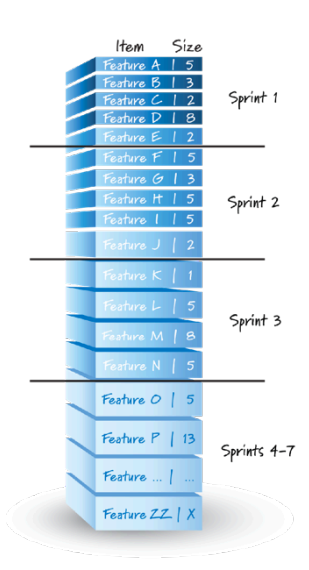 Item Size
Feature A | 5
Feature B | 3
Feature C | 2
Sprint 1
Feature D | 8
Feature E | 2
Feature F | 5
Feature G | 3
Feature H | 5
Sprint 2
Feature I | 5
Feature J | 2
Feature K | 1
Feature L | 5
Sprint 3
Feature M | 8
Feature N | 5
Feature O | 5
Feature P | 13
Sprints 4-7
Feature ... | ...
Feature ZZ | X